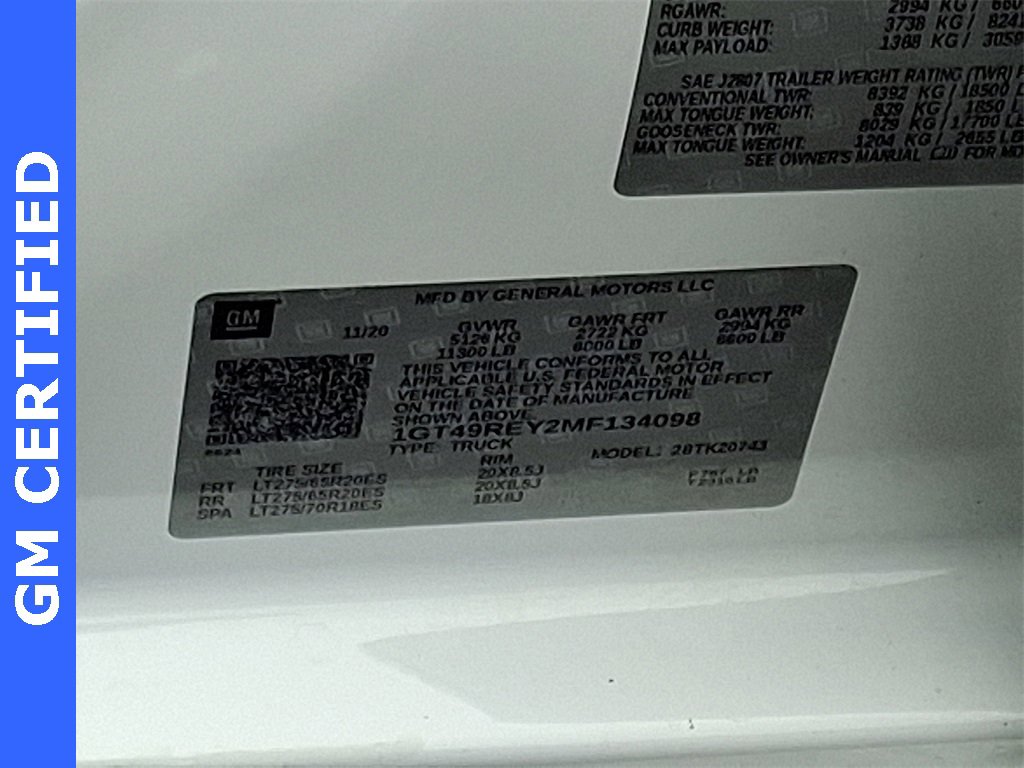 GM CERTIFIED
RGAWR: 2994 KG /
CURB WEIGHT: 3738 KG / 8241
MAX PAYLOAD: 1388 KG / 3059
SAE J2807 TRAILER WEIGHT RATING (TWR)
CONVENTIONAL TWR: 8392 KG / 18500 L
MAX TONGUE WEIGHT: 839 KG / 1850 L
GOOSENECK TWR: 8029 KG / 17700 LB
MAX TONGUE WEIGHT: 1204 KG / 2655 LB
SEE OWNER'S MANUAL FOR MO
GM
MFD BY GENERAL MOTORS LLC
11/20 GVWR GAWR FRT GAWR RR
5126 KG 2722 KG 2994 KG
11300 LB 6000 LB 6600 LB
THIS VEHICLE CONFORMS TO ALL
APPLICABLE U.S. FEDERAL MOTOR
VEHICLE SAFETY STANDARDS IN EFFECT
ON THE DATE OF MANUFACTURE
SHOWN ABOVE
1GT49REY2MF134098
TYPE: TRUCK MODEL: 28TK20743
TIRE SIZE RIM
FRT LT275/65R20ES 20X8.5J
RR LT275/65R20ES 20X8.5J
SPA LT275/70R18ES 18X8J